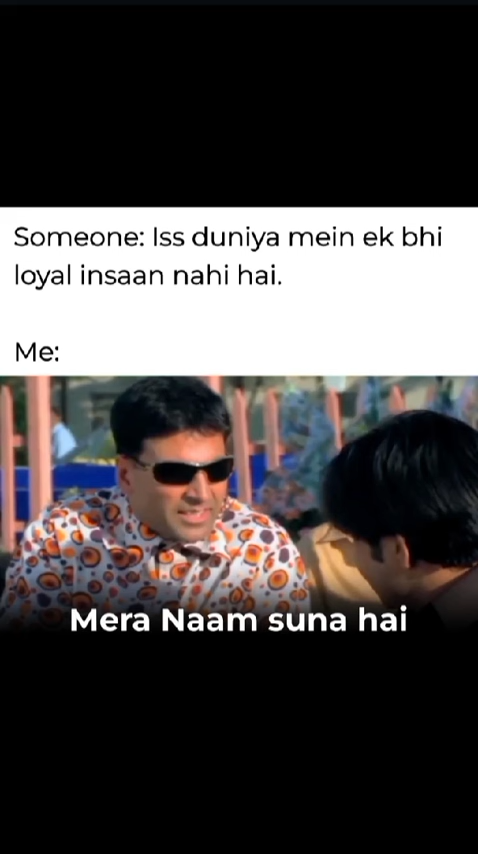 Someone: Iss duniya mein ek bhi
loyal insaan nahi hai.
Me:
Mera Naam suna hai